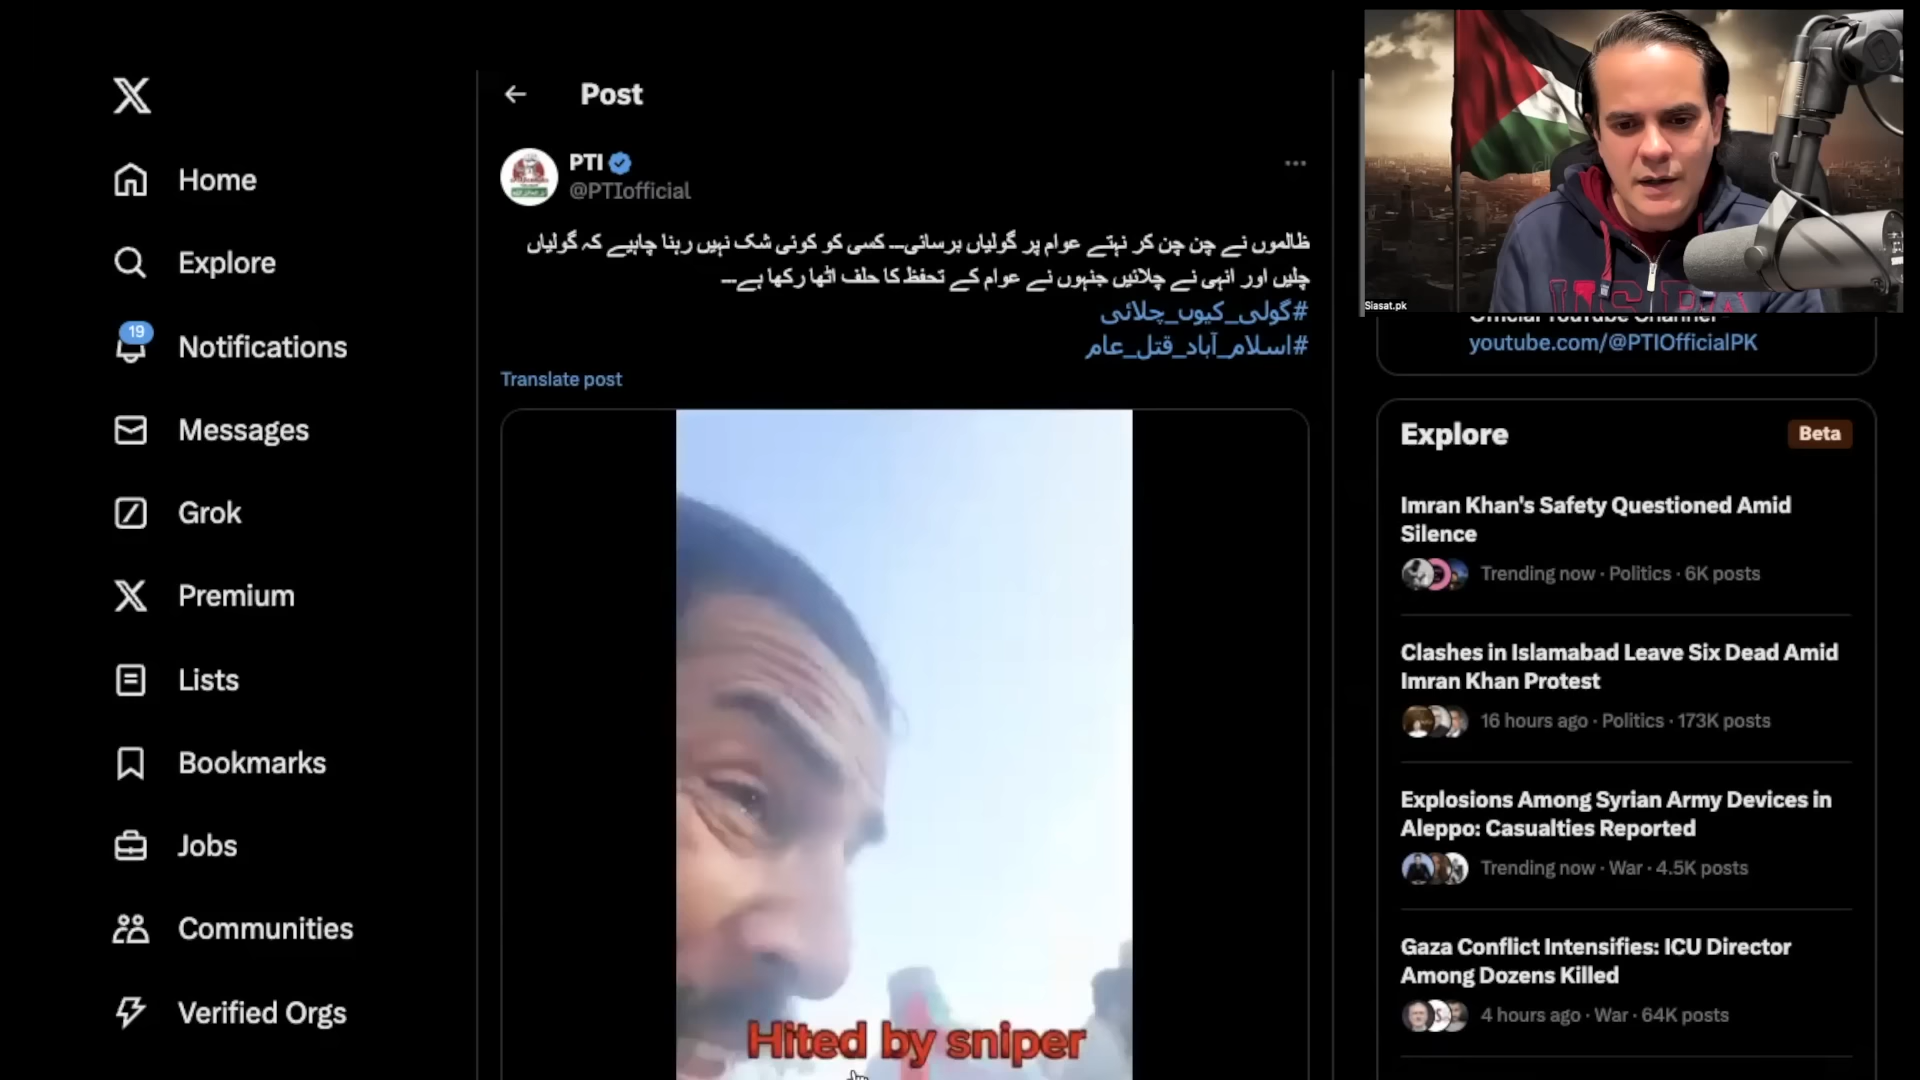 Home
Explore
19
Notifications
Messages
Grok
Premium
Lists
Bookmarks
Jobs
Communities
Verified Orgs
Post
PTI
@PTIofficial
ظالموں نے چن چن کر نہتے عوام پر گولیاں برسائی۔۔ کسی کو کوئی شک نہیں رہنا چاہیے کہ گولیاں
چلیں اور انہی نے چلائیں جنہوں نے عوام کے تحفظ کا حلف اٹھا رکھا ہے۔۔۔
#گولی_کیوں_چلائی
#اسلام_آباد_قتل_عام
Translate post
Hited by sniper
Siasat.pk
Official YouTube Channel
youtube.com/@PTIOfficialPK
Explore
Beta
Imran Khan's Safety Questioned Amid
Silence
Trending now · Politics · 6K posts
Clashes in Islamabad Leave Six Dead Amid
Imran Khan Protest
16 hours ago · Politics · 173K posts
Explosions Among Syrian Army Devices in
Aleppo: Casualties Reported
Trending now · War · 4.5K posts
Gaza Conflict Intensifies: ICU Director
Among Dozens Killed
4 hours ago · War · 64K posts